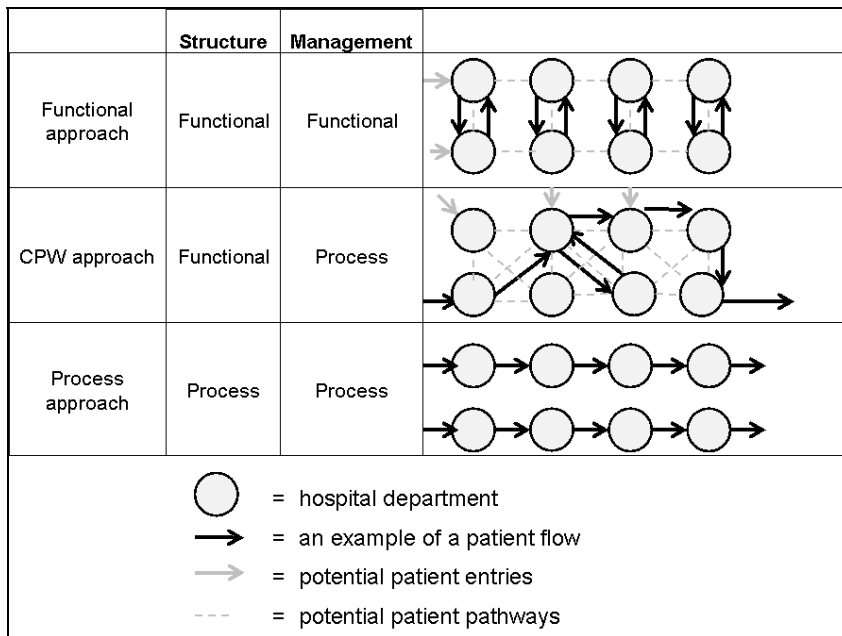 Structure Management
Functional
approach
Functional
Functional
CPW approach
Functional
Process
Process
approach
Process
Process
= hospital department
= an example of a patient flow
= potential patient entries
= potential patient pathways